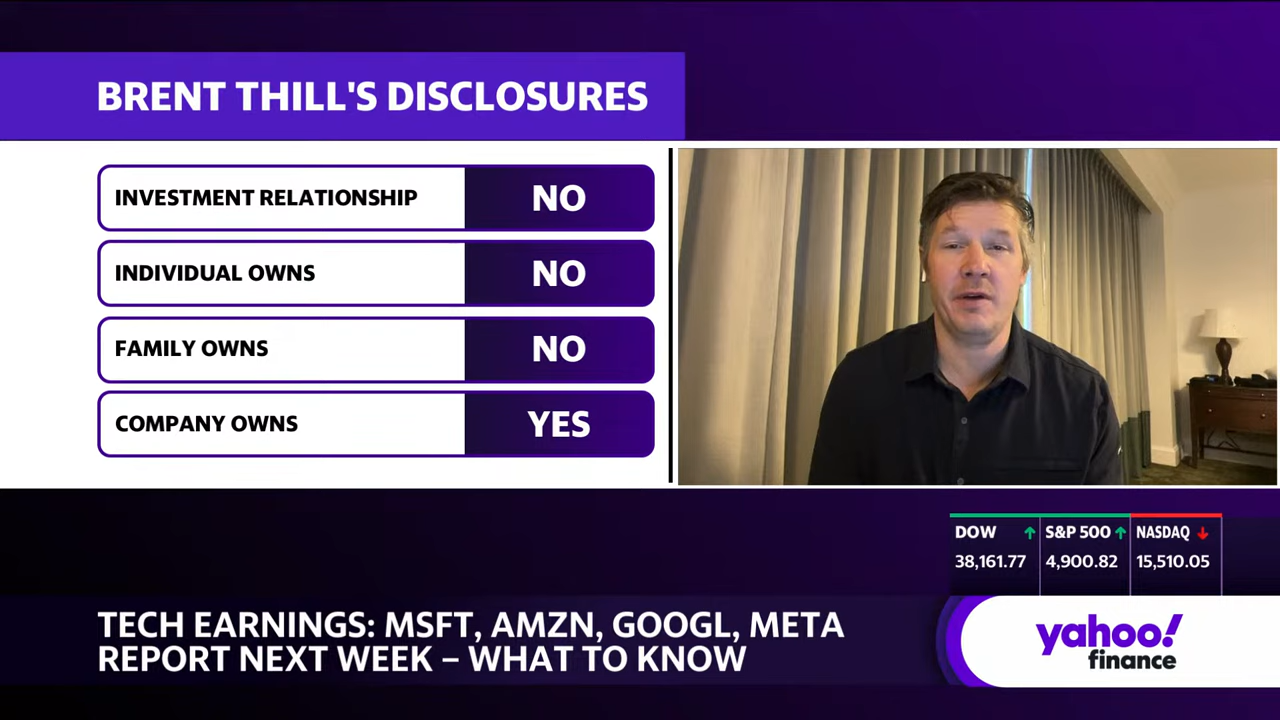 BRENT THILL'S DISCLOSURES
INVESTMENT RELATIONSHIP NO
INDIVIDUAL OWNS NO
FAMILY OWNS NO
COMPANY OWNS YES
DOW S&P 500 NASDAQ
38,161.77 4,900.82 15,510.05
TECH EARNINGS: MSFT, AMZN, GOOGL, META
REPORT NEXT WEEK – WHAT TO KNOW
yahoo!
finance